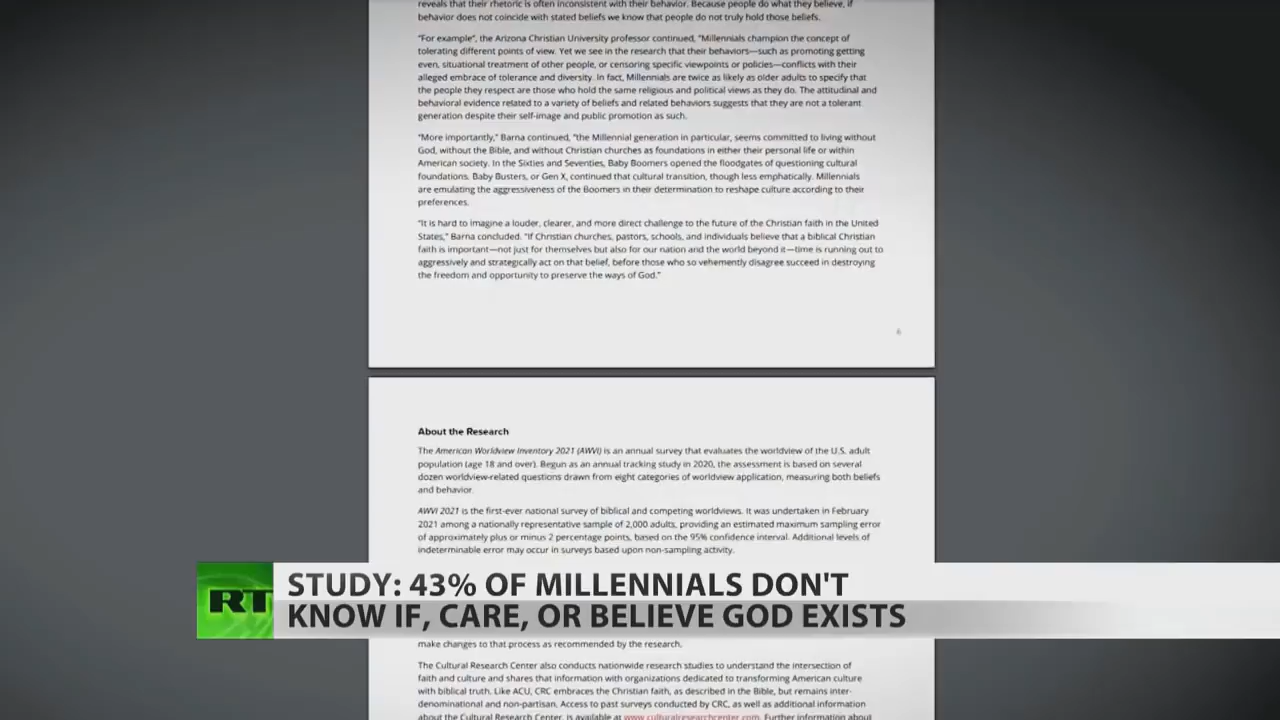 reveals that their rhetoric is often inconsistent with their behavior. Because people do what they believe, if
behavior does not coincide with stated beliefs we know that people do not truly hold those beliefs.
"For example", the Arizona Christian University professor continued, "Millennials champion the concept of
tolerating different points of view. Yet we see in the research that their behaviors—such as promoting getting
even, situational treatment of other people, or censoring specific viewpoints or policies—conflicts with their
alleged embrace of tolerance and diversity. In fact, Millennials are twice as likely as older adults to specify that
the people they respect are those who hold the same religious and political views as they do. The attitudinal and
behavioral evidence related to a variety of beliefs and related behaviors suggests that they are not a tolerant
generation despite their self-image and public promotion as such.
"More importantly," Barna continued, "the Millennial generation in particular, seems committed to living without
God, without the Bible, and without Christian churches as foundations in either their personal life or within
American society. In the Sixties and Seventies, Baby Boomers opened the floodgates of questioning cultural
foundations. Baby Busters, or Gen X, continued that cultural transition, though less emphatically. Millennials
are emulating the aggressiveness of the Boomers in their determination to reshape culture according to their
preferences.
"It is hard to imagine a louder, clearer, and more direct challenge to the future of the Christian faith in the United
States," Barna concluded. "If Christian churches, pastors, schools, and individuals believe that a biblical Christian
faith is important—not just for themselves but also for our nation and the world beyond it—time is running out to
aggressively and strategically act on that belief, before those who so vehemently disagree succeed in destroying
the freedom and opportunity to preserve the ways of God."
6
About the Research
The American Worldview Inventory 2021 (AWVI) is an annual survey that evaluates the worldview of the U.S. adult
population (age 18 and over). Begun as an annual tracking study in 2020, the assessment is based on several
dozen worldview-related questions drawn from eight categories of worldview application, measuring both beliefs
and behavior.
AWVI 2021 is the first-ever national survey of biblical and competing worldviews. It was undertaken in February
2021 among a nationally representative sample of 2,000 adults, providing an estimated maximum sampling error
of approximately plus or minus 2 percentage points, based on the 95% confidence interval. Additional levels of
indeterminable error may occur in surveys based upon non-sampling activity.
RT
STUDY: 43% OF MILLENNIALS DON'T
KNOW IF, CARE, OR BELIEVE GOD EXISTS
make changes to that process as recommended by the research.
The Cultural Research Center also conducts nationwide research studies to understand the intersection of
faith and culture and shares that information with organizations dedicated to transforming American culture
with biblical truth. Like ACU, CRC embraces the Christian faith, as described in the Bible, but remains inter-
denominational and non-partisan. Access to past surveys conducted by CRC, as well as additional information
about the Cultural Research Center, is available at www.culturalresearchcenter.com. Further information about